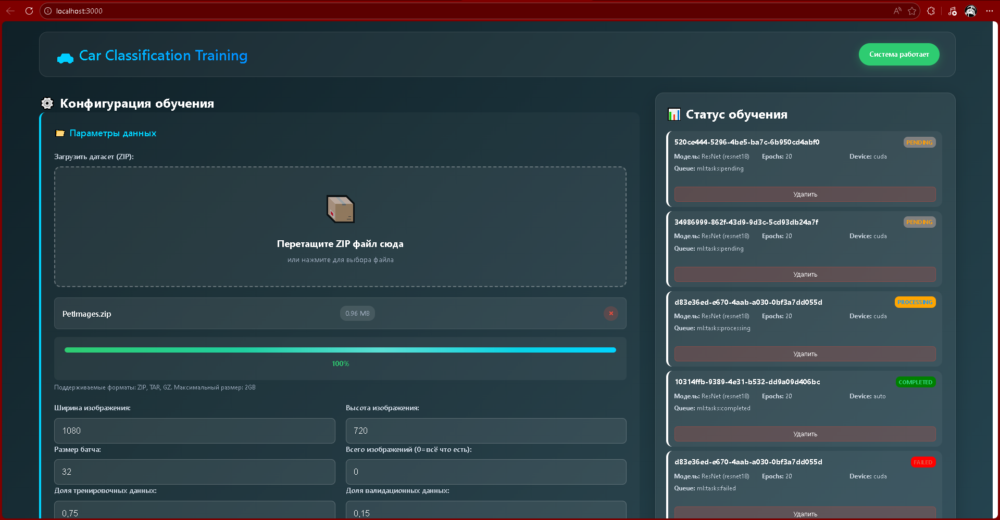 localhost:3000
Car Classification Training
Система работает
Конфигурация обучения
Параметры данных
Загрузить датасет (ZIP):
Перетащите ZIP файл сюда
или нажмите для выбора файла
PetImages.zip
0.96 MB
100%
Поддерживаемые форматы: ZIP, TAR, GZ. Максимальный размер: 2GB
Ширина изображения:
Высота изображения:
1080
720
Размер батча:
Всего изображений (0=всё что есть):
32
0
Доля тренировочных данных:
Доля валидационных данных:
0,75
0,15
Статус обучения
520ce444-5296-4be5-ba7c-6b950cd4abf0
PENDING
Модель: ResNet (resnet18)
Epochs: 20
Device: cuda
Queue: ml:tasks:pending
Удалить
34986999-862f-43d9-9d3c-5cd93db24a7f
PENDING
Модель: ResNet (resnet18)
Epochs: 20
Device: cuda
Queue: ml:tasks:pending
Удалить
d83e36ed-e670-4aab-a030-0bf3a7dd055d
PROCESSING
Модель: ResNet (resnet18)
Epochs: 20
Device: cuda
Queue: ml:tasks:processing
Удалить
10314ffb-9389-4e31-b532-dd9a09d406bc
COMPLETED
Модель: ResNet (resnet18)
Epochs: 20
Device: auto
Queue: ml:tasks:completed
Удалить
d83e36ed-e670-4aab-a030-0bf3a7dd055d
FAILED
Модель: ResNet (resnet18)
Epochs: 20
Device: cuda
Queue: ml:tasks:failed
Удалить